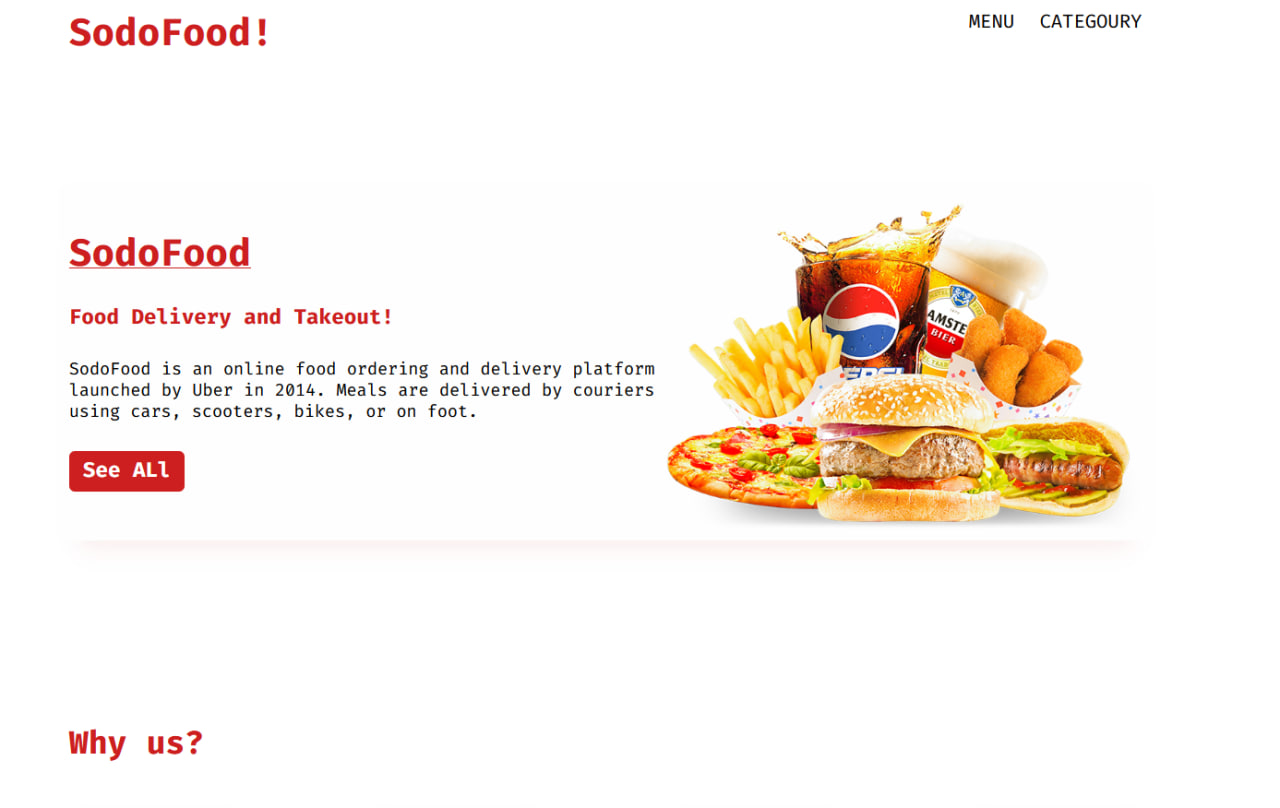 SodoFood!
MENU CATEGOURY
SodoFood
Food Delivery and Takeout!
SodoFood is an online food ordering and delivery platform
launched by Uber in 2014. Meals are delivered by couriers
using cars, scooters, bikes, or on foot.
See ALl
AMSTE
BIER
Why us?